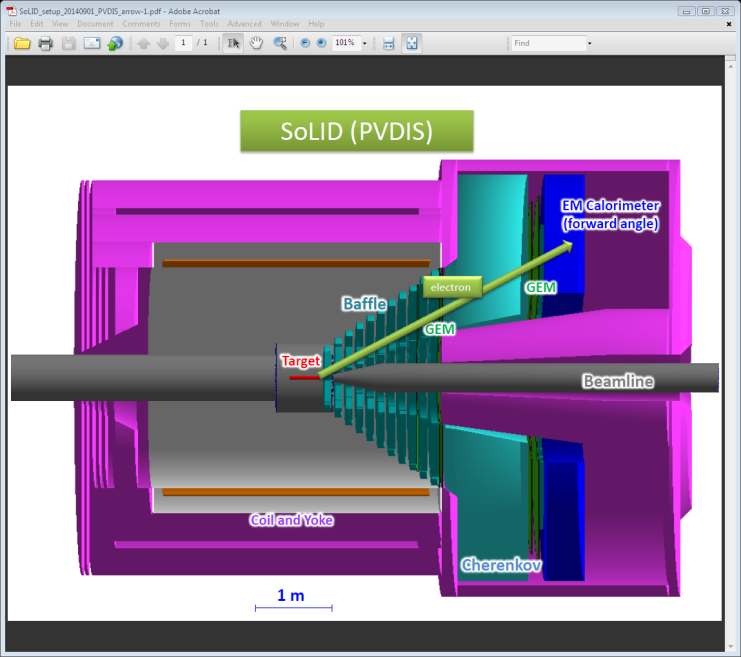 SoLID_setup_20140901_PVDIS_arrow-1.pdf - Adobe Acrobat
File Edit View Document Comments Forms Tools Advanced Window Help
1 / 1
101%
Find
SoLID (PVDIS)
EM Calorimeter
(forward angle)
electron
GEM
Baffle
GEM
Target
Beamline
Coil and Yoke
Cherenkov
1 m